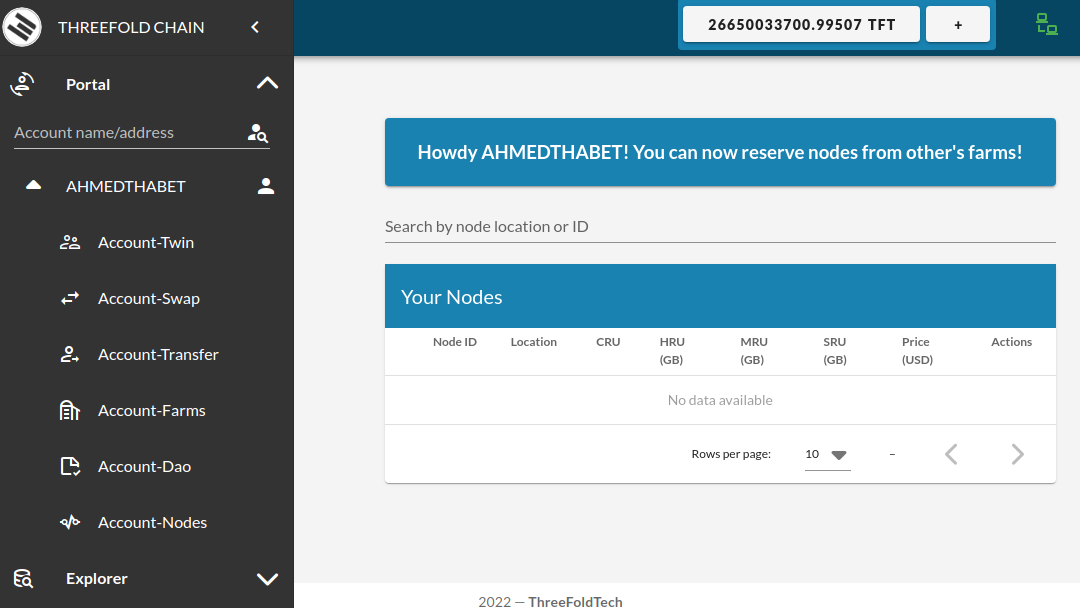 THREEFOLD CHAIN
26650033700.99507 TFT
+
Portal
Account name/address
AHMEDTHABET
Account-Twin
Account-Swap
Account-Transfer
Account-Farms
Account-Dao
Account-Nodes
Explorer
Howdy AHMEDTHABET! You can now reserve nodes from other's farms!
Search by node location or ID
Your Nodes
Node ID Location CRU HRU (GB) MRU (GB) SRU (GB) Price (USD) Actions
No data available
Rows per page: 10 –
2022 — ThreeFoldTech